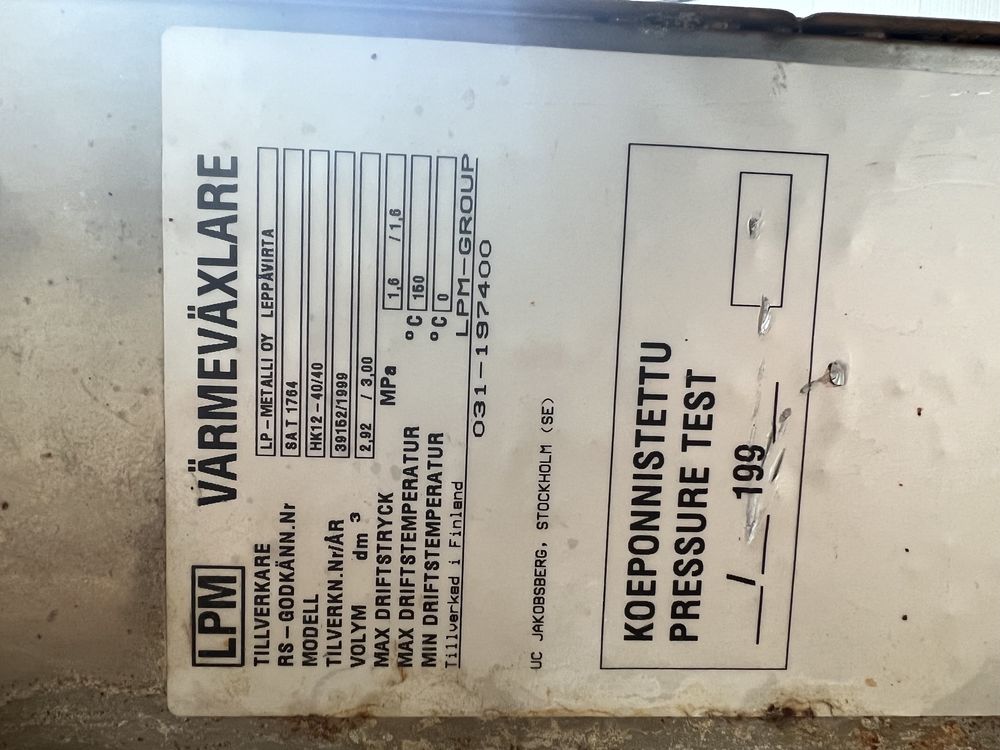 LPM VÄRMEVÄXLARE
TILLVERKARE LP-METALLI OY LEPPÄVIRTA
RS-GODKÄNN.Nr SAT 1764
MODELL HK12-40/40
TILVERKN.Nr/ÅR 39152/1999
VOLYM dm³ 2,92 / 3,00
MAX DRIFTSTRYCK MPa 1,6 / 1,6
MAX DRIFTSTEMPERATUR °C 150
MIN DRIFTSTEMPERATUR °C 0
Tillverkad i Finland LPM-GROUP
031-197400
UC JAKOBSBERG, STOCKHOLM (SE)
KOEPONNISTETTU
PRESSURE TEST
/ 199